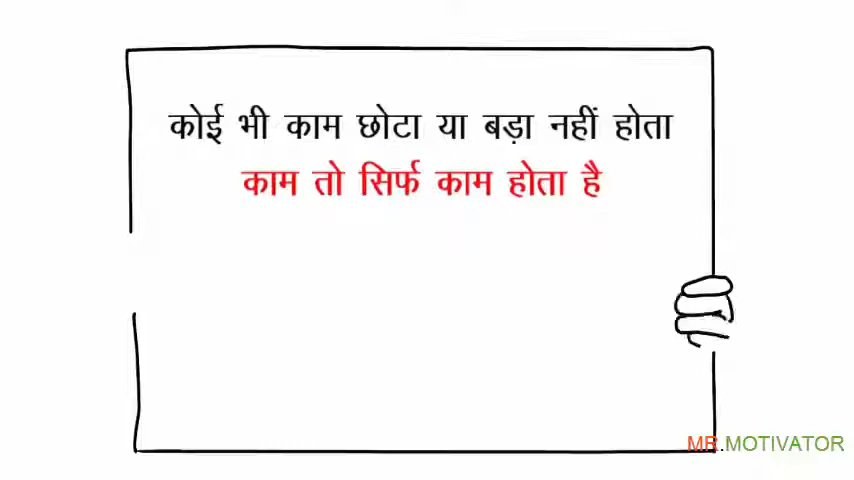 कोई भी काम छोटा या बड़ा नहीं होता
काम तो सिर्फ काम होता है
MR.MOTIVATOR